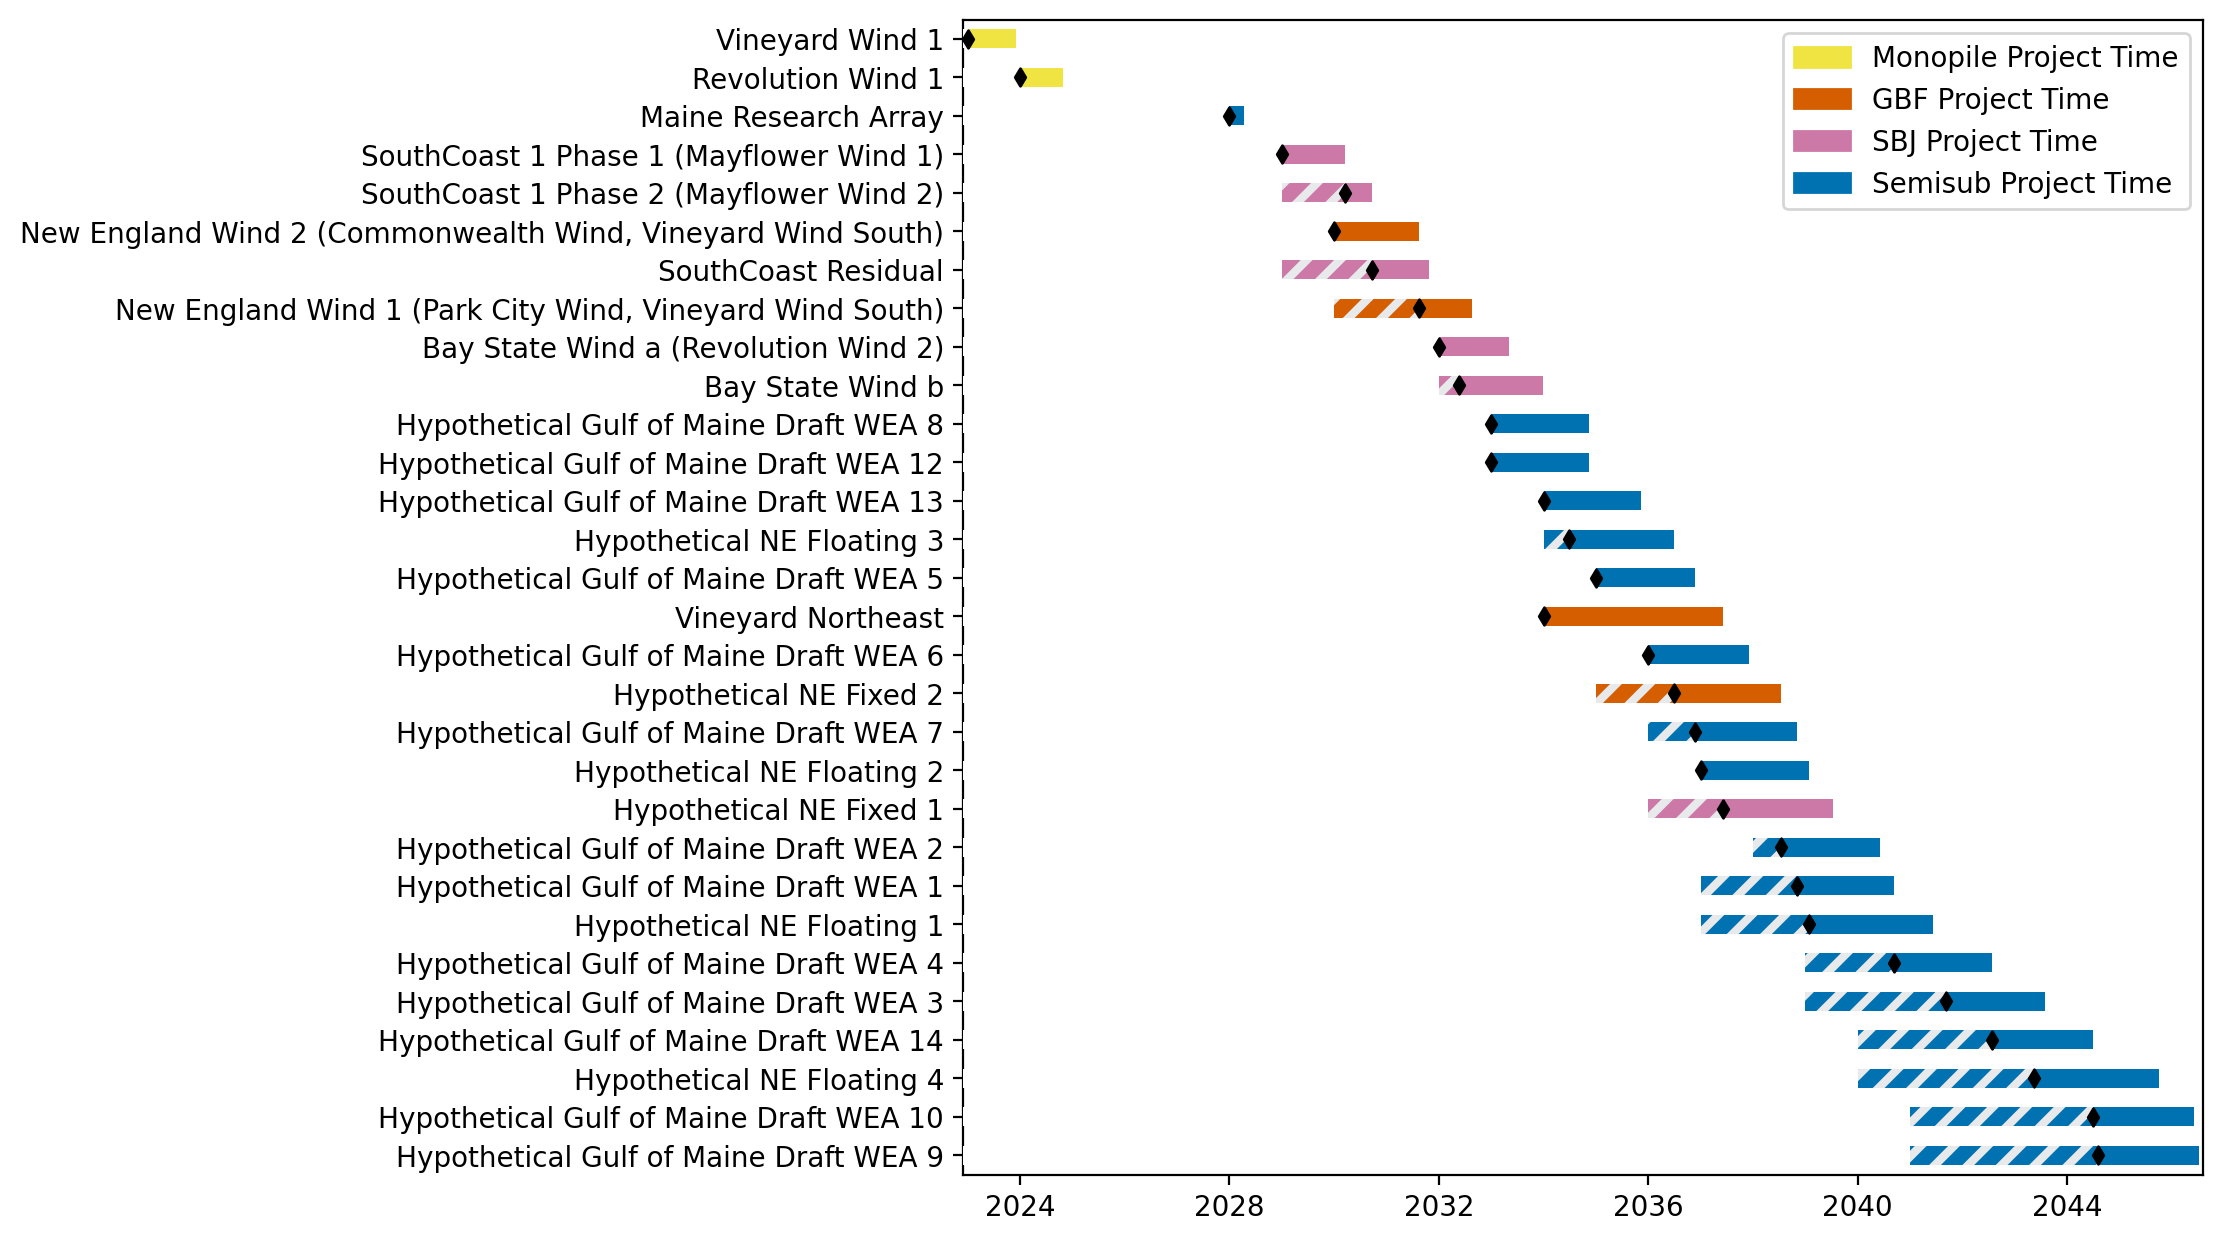 Vineyard Wind 1
Revolution Wind 1
Maine Research Array
SouthCoast 1 Phase 1 (Mayflower Wind 1)
SouthCoast 1 Phase 2 (Mayflower Wind 2)
New England Wind 2 (Commonwealth Wind, Vineyard Wind South)
SouthCoast Residual
New England Wind 1 (Park City Wind, Vineyard Wind South)
Bay State Wind a (Revolution Wind 2)
Bay State Wind b
Hypothetical Gulf of Maine Draft WEA 8
Hypothetical Gulf of Maine Draft WEA 12
Hypothetical Gulf of Maine Draft WEA 13
Hypothetical NE Floating 3
Hypothetical Gulf of Maine Draft WEA 5
Vineyard Northeast
Hypothetical Gulf of Maine Draft WEA 6
Hypothetical NE Fixed 2
Hypothetical Gulf of Maine Draft WEA 7
Hypothetical NE Floating 2
Hypothetical NE Fixed 1
Hypothetical Gulf of Maine Draft WEA 2
Hypothetical Gulf of Maine Draft WEA 1
Hypothetical NE Floating 1
Hypothetical Gulf of Maine Draft WEA 4
Hypothetical Gulf of Maine Draft WEA 3
Hypothetical Gulf of Maine Draft WEA 14
Hypothetical NE Floating 4
Hypothetical Gulf of Maine Draft WEA 10
Hypothetical Gulf of Maine Draft WEA 9
Monopile Project Time
GBF Project Time
SBJ Project Time
Semisub Project Time
2024 2028 2032 2036 2040 2044